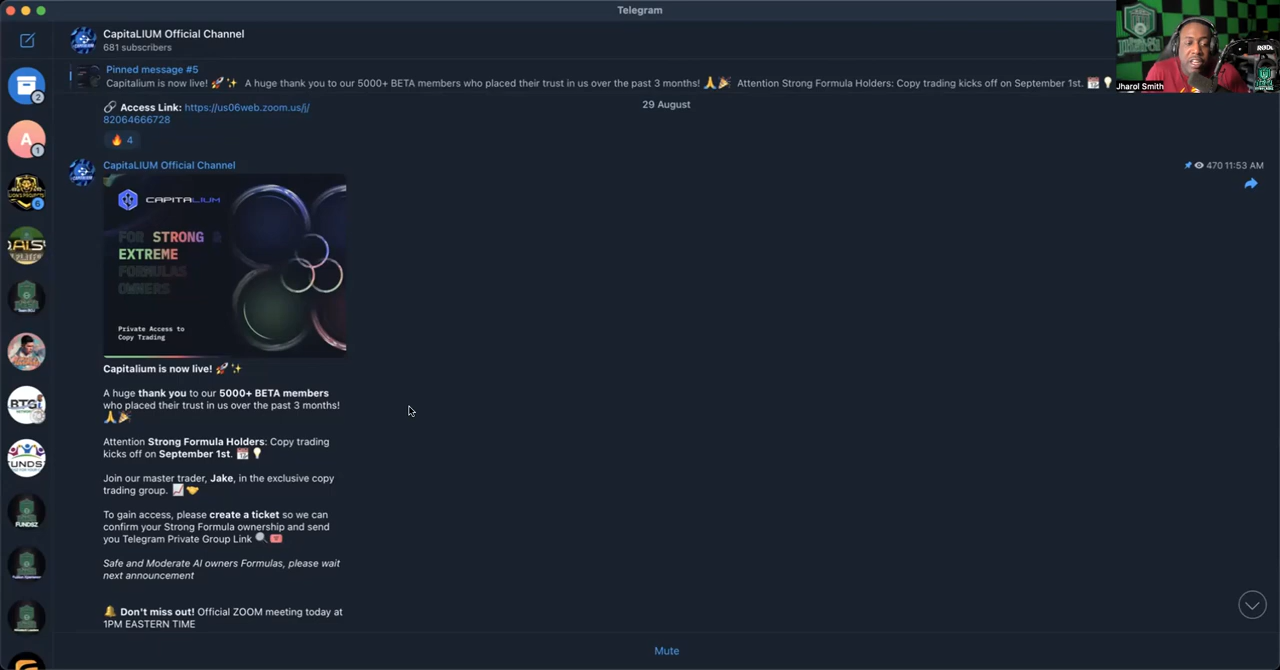 Telegram
CapitaLIUM Official Channel
681 subscribers
Pinned message #5
Capitalium is now live! 🚀✨ A huge thank you to our 5000+ BETA members who placed their trust in us over the past 3 months! 🙏🎉 Attention Strong Formula Holders: Copy trading kicks off on September 1st. 📆💡
29 August
🔗 Access Link: https://us06web.zoom.us/j/
82064666728
🔥 4
CapitaLIUM Official Channel
470 11:53 AM
CAPITALIUM
FOR STRONG &
EXTREME
FORMULAS
OWNERS
Private Access to
Copy Trading
Capitalium is now live! 🚀✨
A huge thank you to our 5000+ BETA members
who placed their trust in us over the past 3 months!
🙏🎉
Attention Strong Formula Holders: Copy trading
kicks off on September 1st. 📆💡
Join our master trader, Jake, in the exclusive copy
trading group. 📈🤝
To gain access, please create a ticket so we can
confirm your Strong Formula ownership and send
you Telegram Private Group Link 🔍🎟
Safe and Moderate AI owners Formulas, please wait
next announcement
🔔 Don't miss out! Official ZOOM meeting today at
1PM EASTERN TIME
Mute
Jharol Smith
2
A
1
6
BTG
UNDS
FUNDSZ